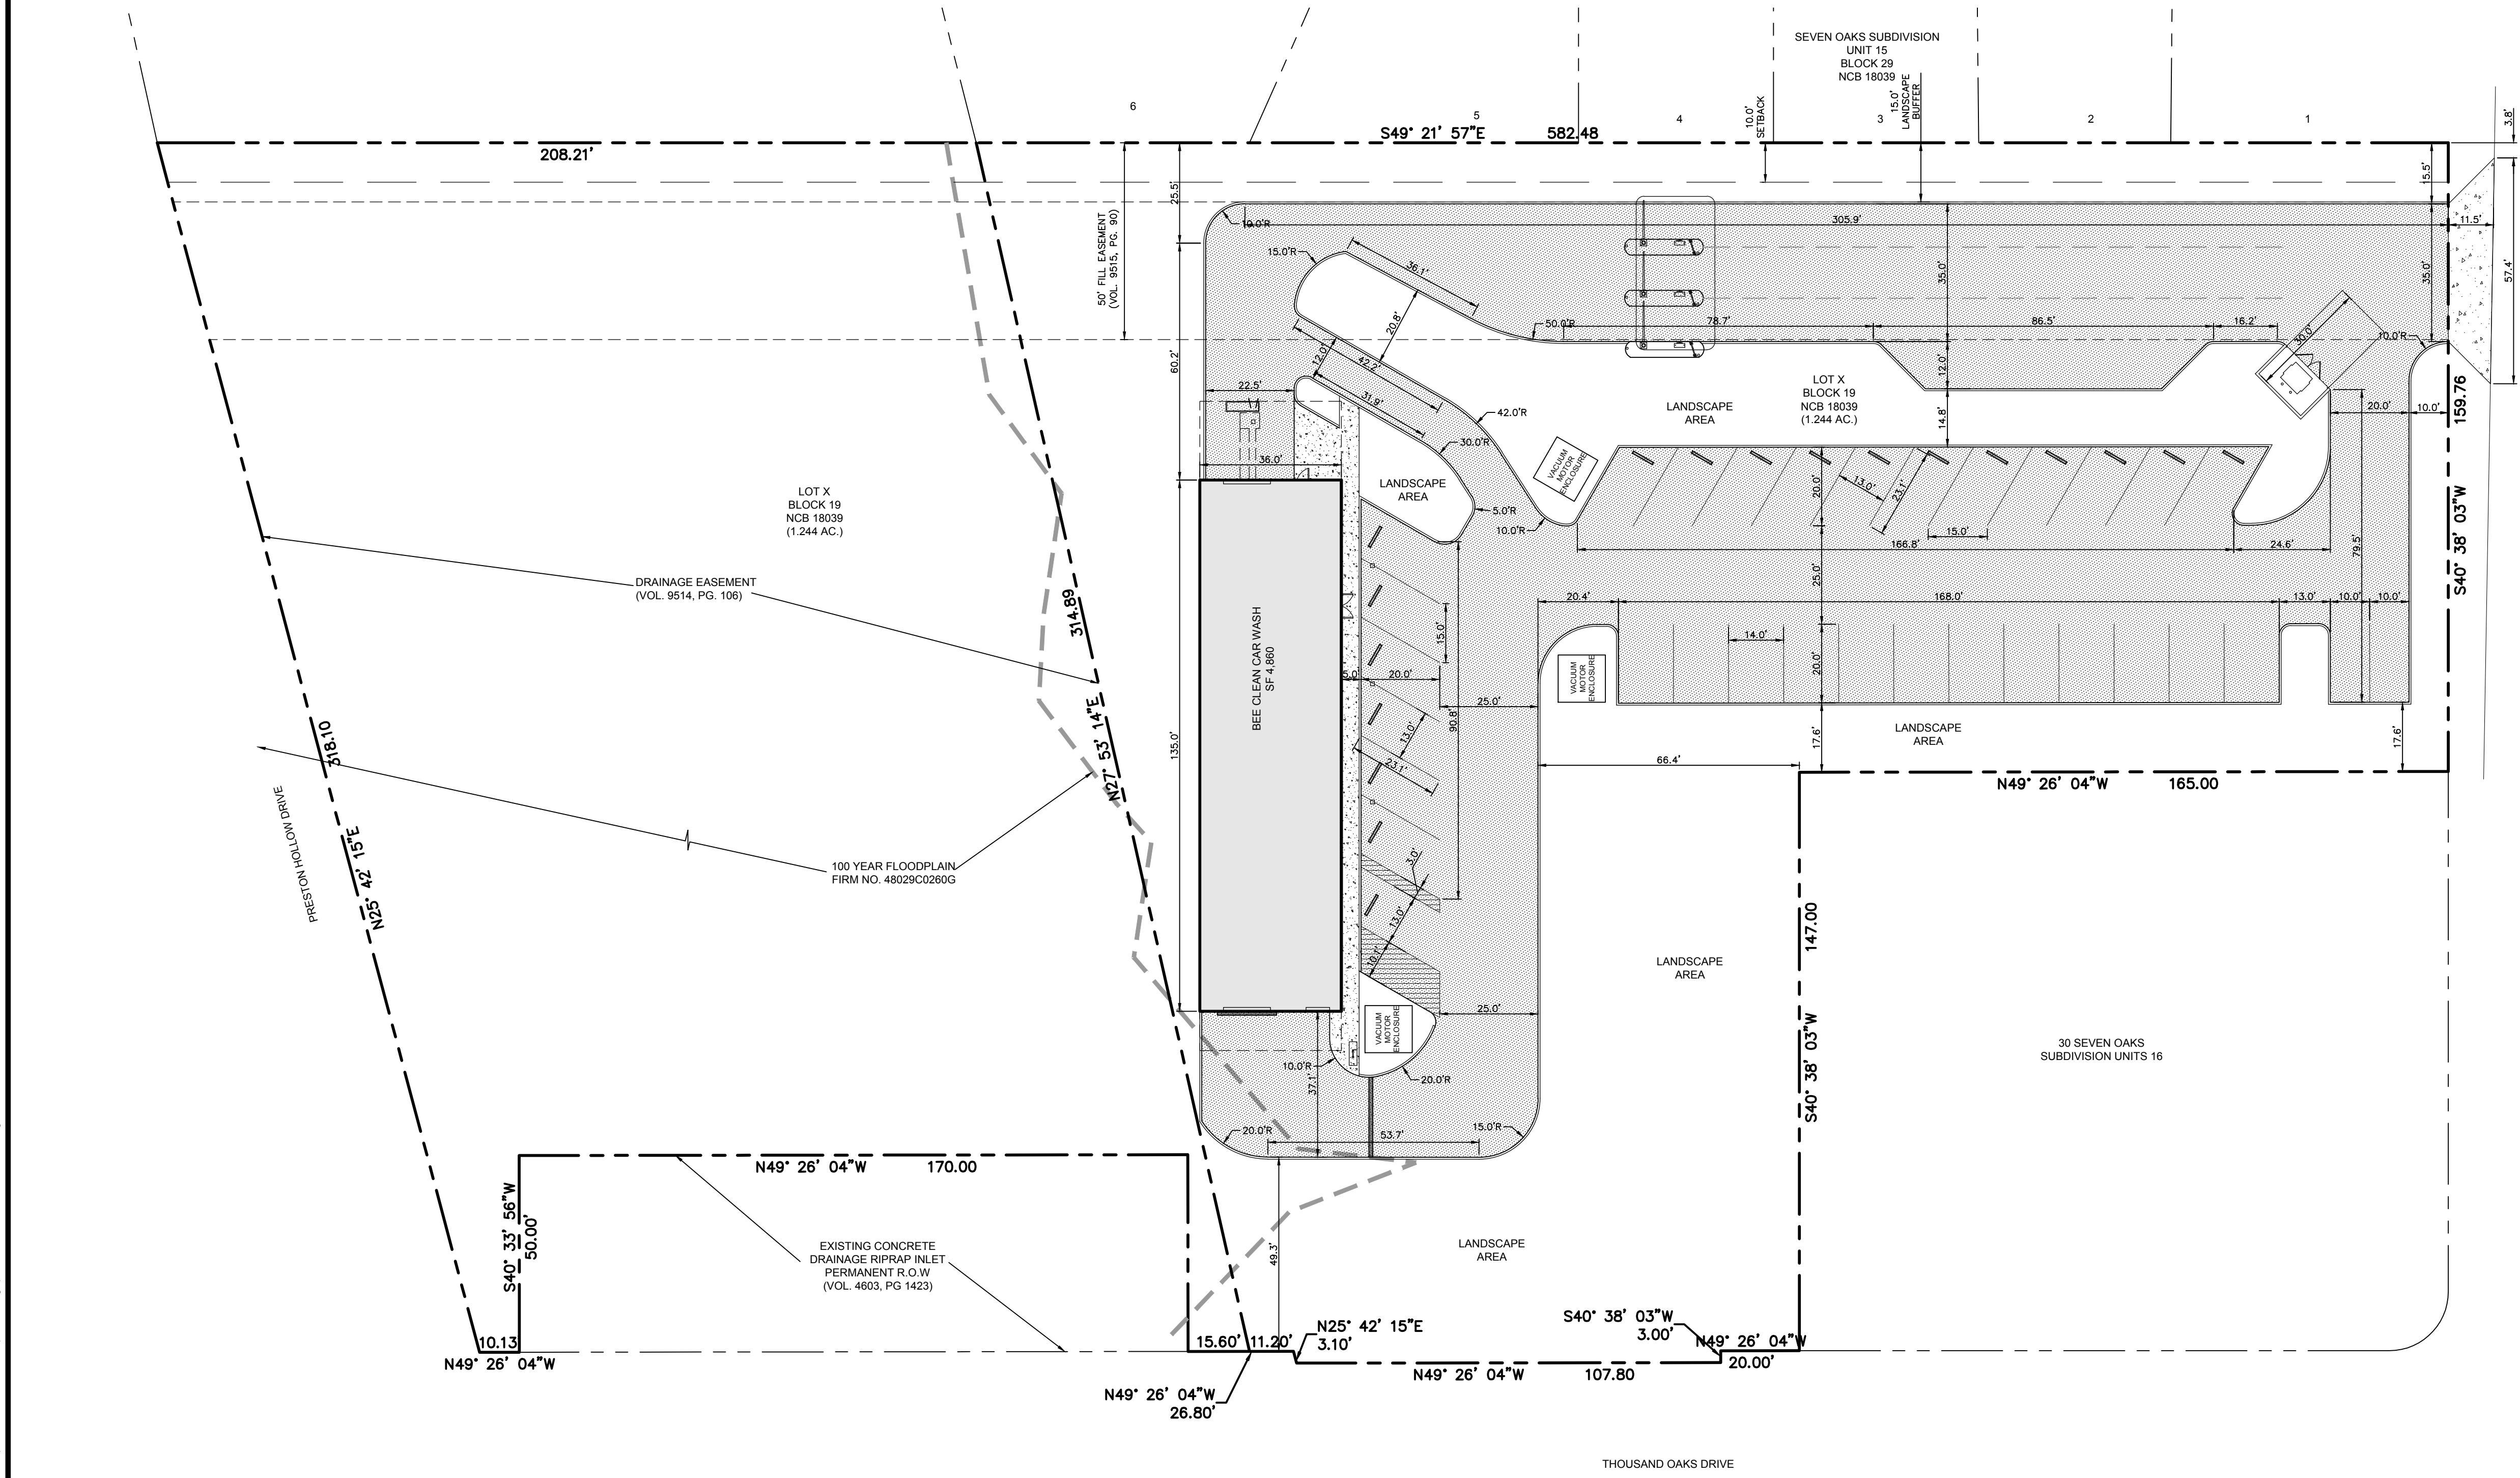 SEVEN OAKS SUBDIVISION
UNIT 15
BLOCK 29
NCB 18039
6
5
4
3
2
1
10.0'
SETBACK
15.0'
LANDSCAPE
BUFFER
3.8'
S49° 21' 57"E 582.48
208.21'
25.5'
15.5'
50' FILL EASEMENT
(VOL. 9515, PG. 90)
19.0'R
305.9'
11.5'
57.4'
15.0'R
36.1'
35.0'
35.0'
20.8'
50.0'R
78.7'
86.5'
16.2'
30.0'
10.0'R
60.2'
12.0'
42.2'
12.0'
22.5'
31.9'
42.0'R
LOT X
BLOCK 19
NCB 18039
(1.244 AC.)
LANDSCAPE
AREA
14.8'
20.0'
10.0'
159.76
S40° 38' 03"W
36.0'
30.0'R
VACUUM
MOTOR
ENCLOSURE
LANDSCAPE
AREA
5.0'R
10.0'R
20.0'
13.0'
23.1'
15.0'
LOT X
BLOCK 19
NCB 18039
(1.244 AC.)
166.8'
24.6'
79.5'
25.0'
DRAINAGE EASEMENT
(VOL. 9514, PG. 106)
314.89
N27° 53' 14"E
20.4'
168.0'
13.0'
10.0'
10.0'
BEE CLEAN CAR WASH
SF 4,860
15.0'
14.0'
20.0'
VACUUM
MOTOR
ENCLOSURE
5.0'
20.0'
25.0'
90.8'
135.0'
13.0'
23.1'
LANDSCAPE
AREA
17.6'
17.6'
66.4'
N49° 26' 04"W 165.00
318.10
N25° 42' 15"E
PRESTON HOLLOW DRIVE
100 YEAR FLOODPLAIN
FIRM NO. 48029C0260G
3.0'
13.0'
10.1'
147.00
S40° 38' 03"W
LANDSCAPE
AREA
25.0'
VACUUM
MOTOR
ENCLOSURE
30 SEVEN OAKS
SUBDIVISION UNITS 16
10.0'R
37.1'
20.0'R
20.0'R
53.7'
15.0'R
N49° 26' 04"W 170.00
S40° 33' 56"W
50.00'
EXISTING CONCRETE
DRAINAGE RIPRAP INLET
PERMANENT R.O.W
(VOL. 4603, PG 1423)
49.3'
LANDSCAPE
AREA
10.13
N49° 26' 04"W
15.60'
11.20'
N25° 42' 15"E
3.10'
S40° 38' 03"W
3.00'
N49° 26' 04"W
20.00'
N49° 26' 04"W 107.80
N49° 26' 04"W
26.80'
THOUSAND OAKS DRIVE